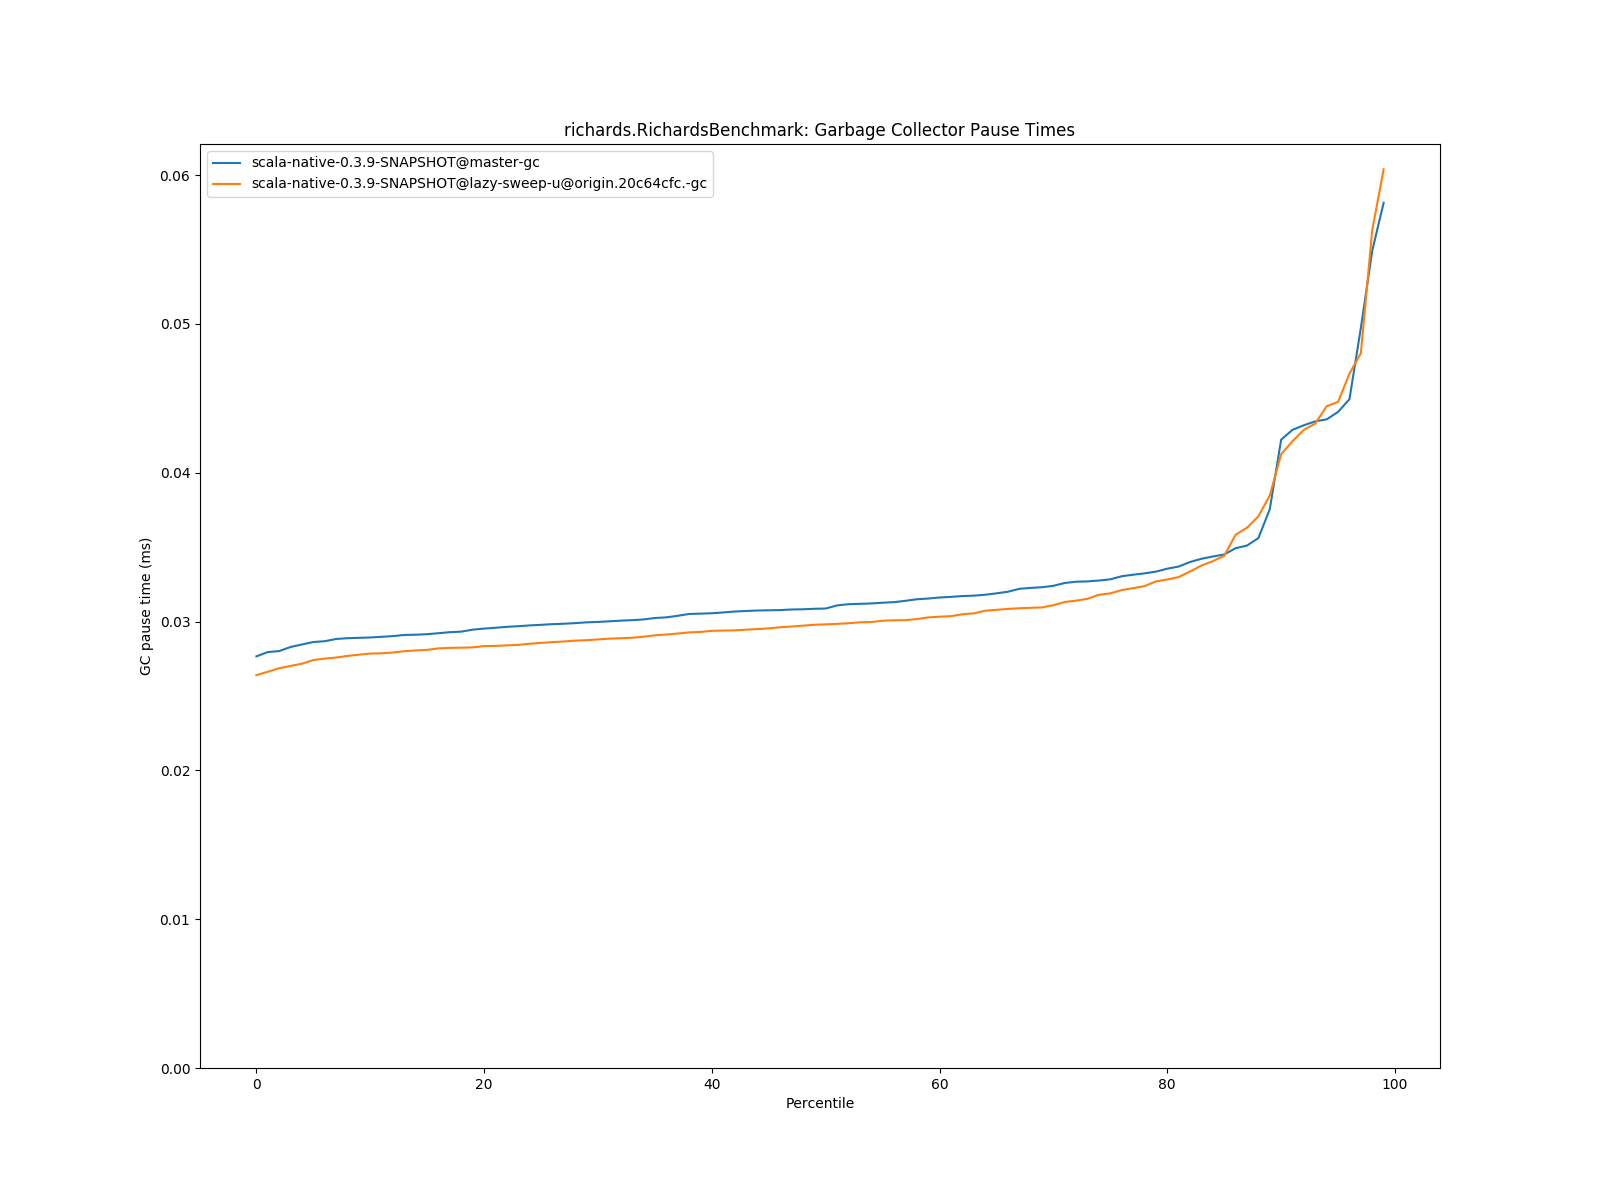 richards.RichardsBenchmark: Garbage Collector Pause Times
scala-native-0.3.9-SNAPSHOT@master-gc
scala-native-0.3.9-SNAPSHOT@lazy-sweep-u@origin.20c64cfc.-gc
0.06
0.05
0.04
0.03
0.02
0.01
0.00
GC pause time (ms)
0 20 40 60 80 100
Percentile